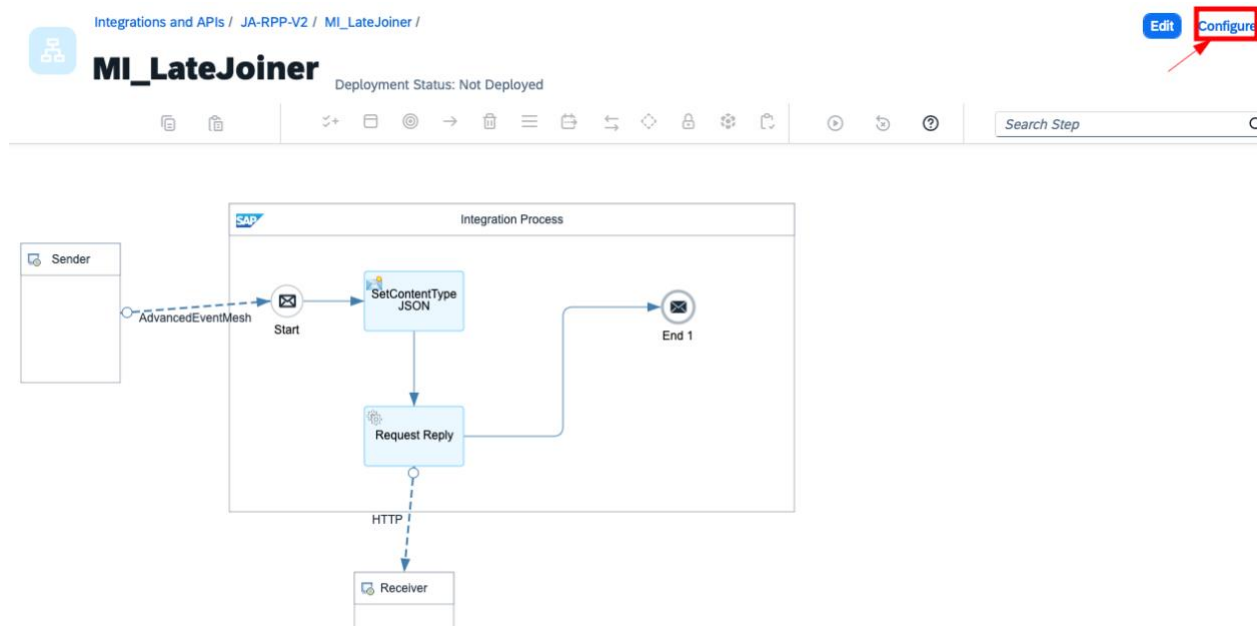 Integrations and APIs / JA-RPP-V2 / MI_LateJoiner /
Edit
Configure
MI_LateJoiner
Deployment Status: Not Deployed
Search Step
SAP
Integration Process
Sender
SetContentType
JSON
AdvancedEventMesh
Start
End 1
Request Reply
HTTP
Receiver